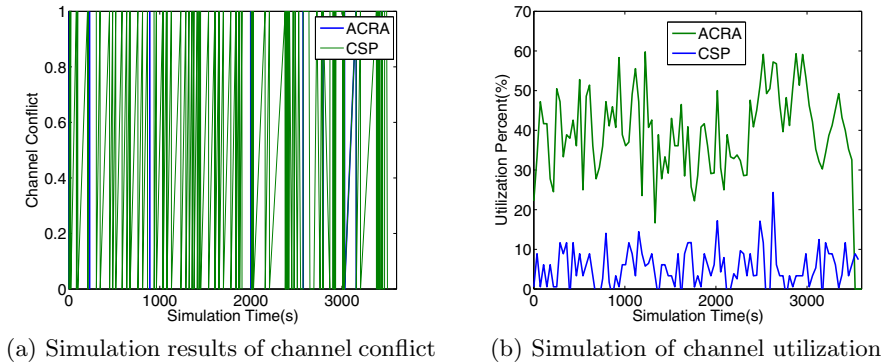 1
0.8
0.6
0.4
0.2
0
Channel Conflict
ACRA
CSP
0 1000 2000 3000
Simulation Time(s)
(a) Simulation results of channel conflict
70
60
50
40
30
20
10
0
Utilization Percent(%)
ACRA
CSP
0 1000 2000 3000
Simulation Time(s)
(b) Simulation of channel utilization